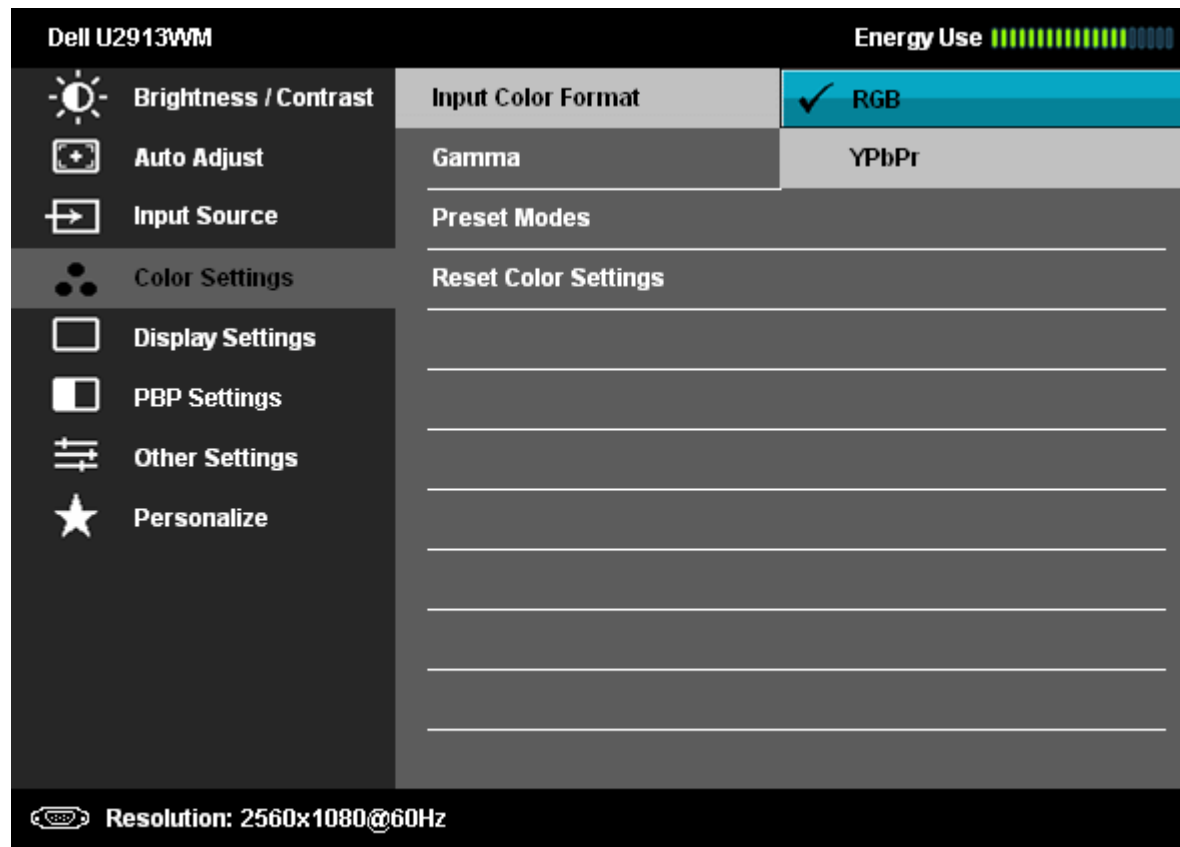 Dell U2913WM
Energy Use
Brightness / Contrast
Input Color Format
RGB
Auto Adjust
Gamma
YPbPr
Input Source
Preset Modes
Color Settings
Reset Color Settings
Display Settings
PBP Settings
Other Settings
Personalize
Resolution: 2560x1080@60Hz